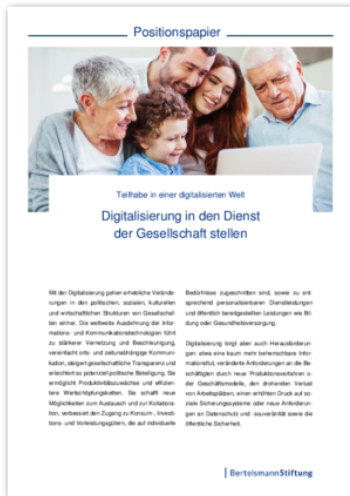 Positionspapier
Teilhabe in einer digitalisierten Welt
Digitalisierung in den Dienst
der Gesellschaft stellen
Mit der Digitalisierung gehen erhebliche Verände-
rungen in den politischen, sozialen, kulturellen
und wirtschaftlichen Strukturen von Gesellschaf-
ten einher. Die weltweite Ausdehnung der Infor-
mations- und Kommunikationstechnologien führt
zu stärkerer Vernetzung und Beschleunigung,
vereinfacht orts- und zeitunabhängige Kommuni-
kation, steigert gesellschaftliche Transparenz und
erleichtert so potenziell politische Beteiligung. Sie
ermöglicht Produktivitätszuwächse und effizien-
tere Wertschöpfungsketten. Sie schafft neue
Möglichkeiten zum Austausch und zur Kollabora-
tion, verbessert den Zugang zu Konsum-, Investi-
tions- und Vorleistungsgütern, die auf individuelle
Bedürfnisse zugeschnitten sind, sowie zu ent-
sprechend personalisierbaren Dienstleistungen
und öffentlich bereitgestellten Leistungen wie Bil-
dung oder Gesundheitsversorgung.
Digitalisierung birgt aber auch Herausforderun-
gen: etwa eine kaum mehr beherrschbare Infor-
mationsflut, veränderte Anforderungen an die Be-
schäftigten durch neue Produktionsverfahren o-
der Geschäftsmodelle, den drohenden Verlust
von Arbeitsplätzen, einen erhöhten Druck auf so-
ziale Sicherungssysteme oder neue Anforderun-
gen an Datenschutz und -souveränität sowie die
öffentliche Sicherheit.
BertelsmannStiftung